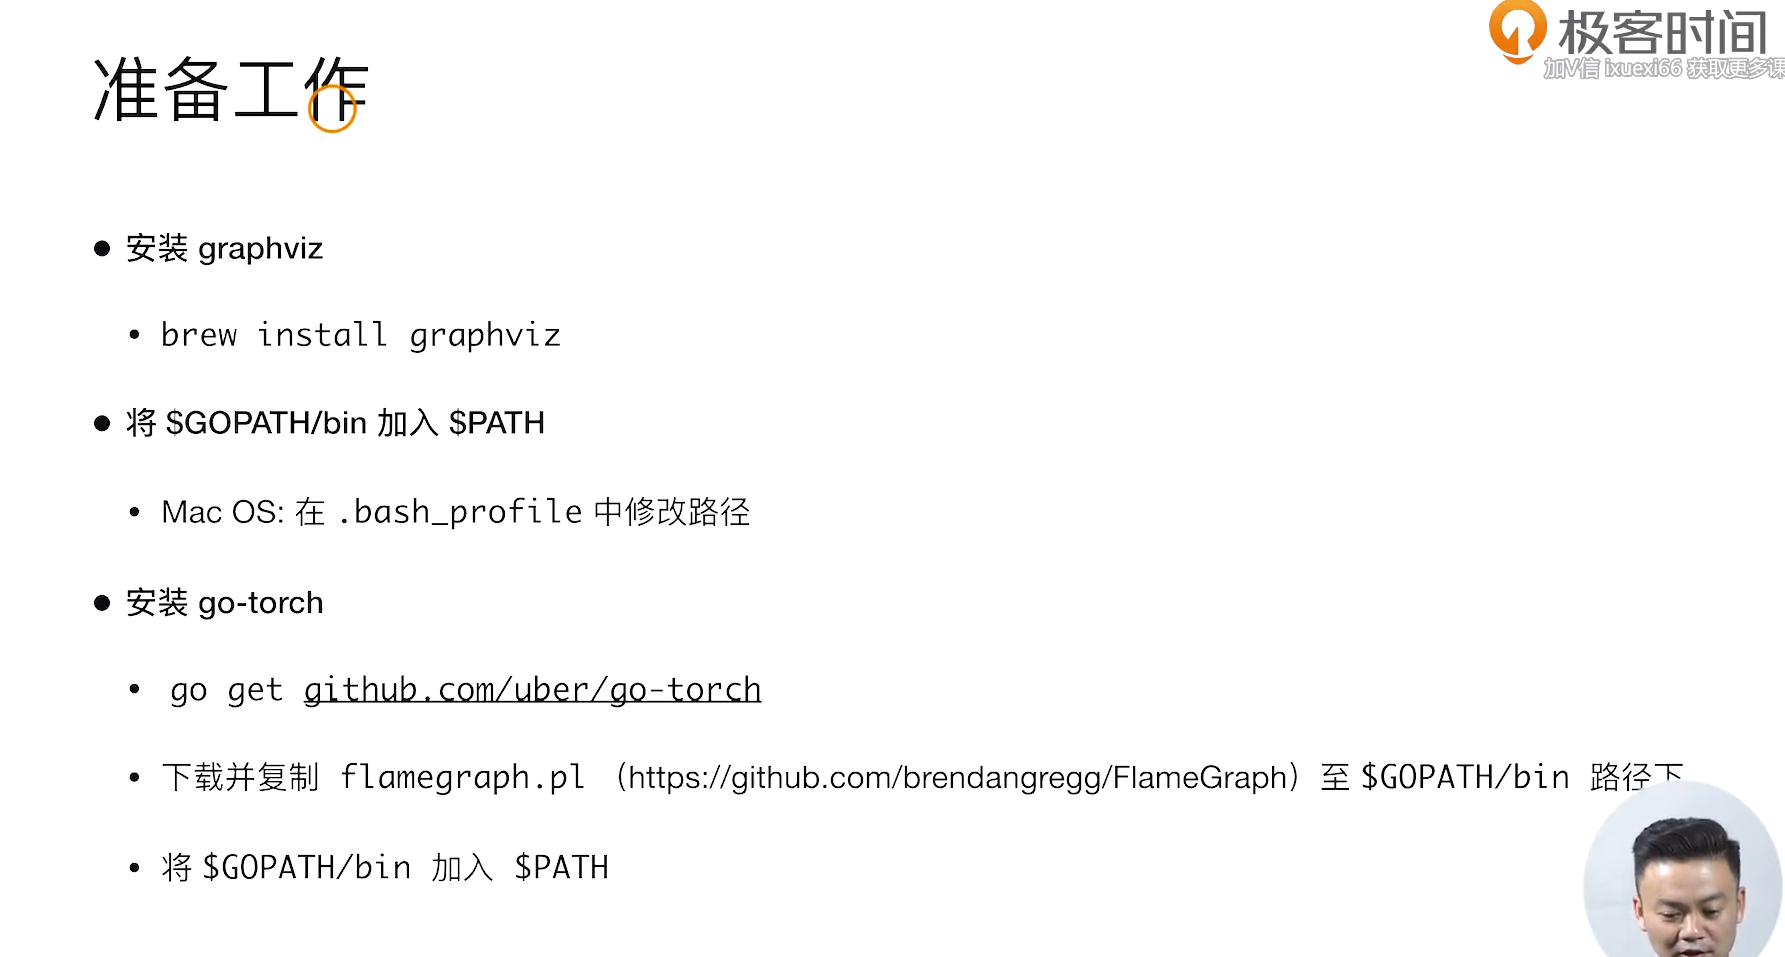 极客时间
加V信 ixuexi66 获取更多课
准备工作
● 安装 graphviz
• brew install graphviz
● 将 $GOPATH/bin 加入 $PATH
• Mac OS: 在 .bash_profile 中修改路径
● 安装 go-torch
• go get github.com/uber/go-torch
• 下载并复制 flamegraph.pl （https://github.com/brendangregg/FlameGraph）至 $GOPATH/bin 路径下
• 将 $GOPATH/bin 加入 $PATH